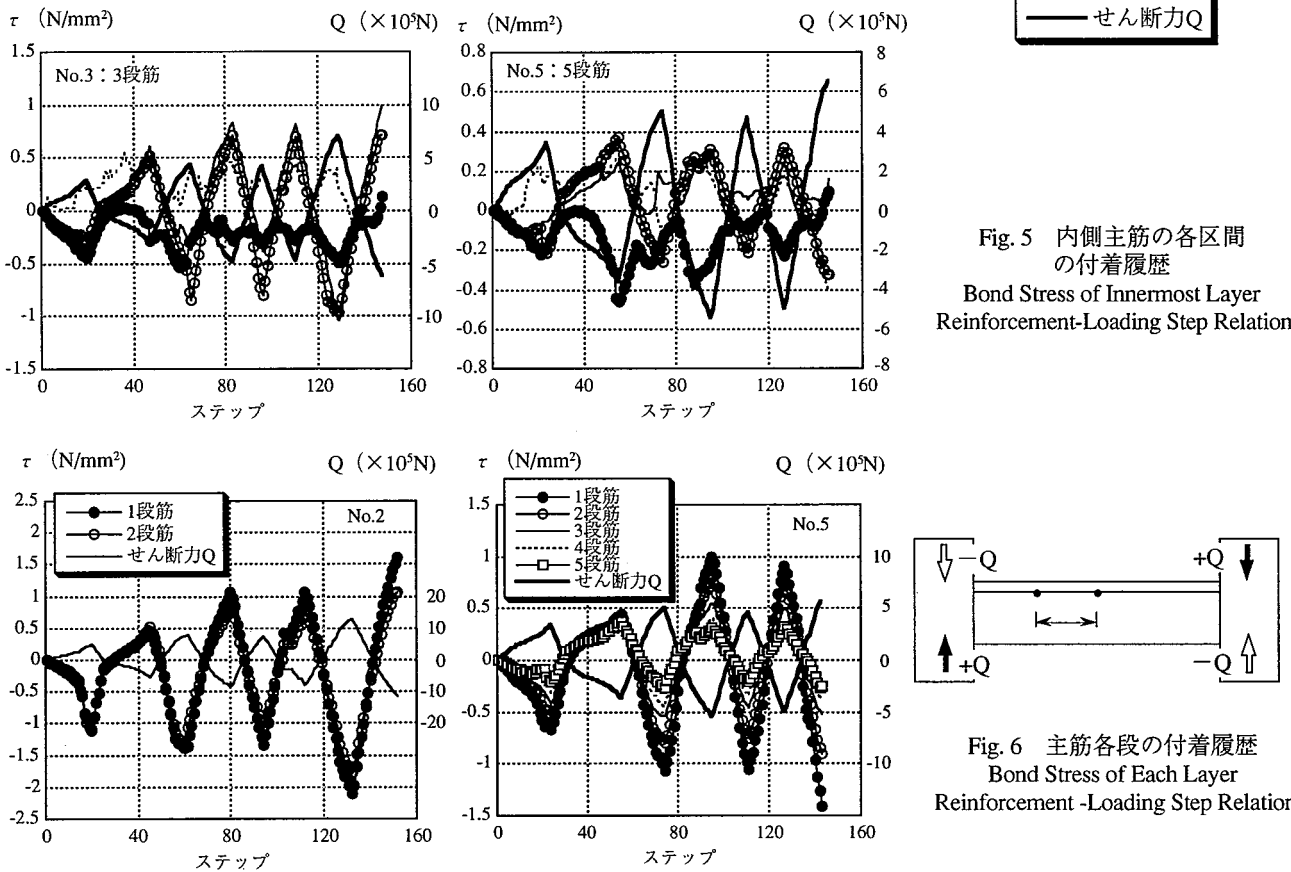 τ (N/mm²) Q (×10⁵N) τ (N/mm²) Q (×10⁵N)
せん断力Q
No.3：3段筋
1.5
1
0.5
0
-0.5
-1
-1.5
10
5
0
-5
-10
0 40 80 120 160
ステップ
No.5：5段筋
0.8
0.6
0.4
0.2
0
-0.2
-0.4
-0.6
-0.8
8
6
4
2
0
-2
-4
-6
-8
0 40 80 120 160
ステップ
Fig. 5 内側主筋の各区間
の付着履歴
Bond Stress of Innermost Layer
Reinforcement-Loading Step Relation
τ (N/mm²) Q (×10⁵N)
1段筋
2段筋
せん断力Q
No.2
2.5
2
1.5
1
0.5
0
-0.5
-1
-1.5
-2
-2.5
20
10
0
-10
-20
0 40 80 120 160
ステップ
τ (N/mm²) Q (×10⁵N)
1段筋
2段筋
3段筋
4段筋
5段筋
せん断力Q
No.5
1.5
1
0.5
0
-0.5
-1
-1.5
10
5
0
-5
-10
0 40 80 120 160
ステップ
−Q +Q
+Q −Q
Fig. 6 主筋各段の付着履歴
Bond Stress of Each Layer
Reinforcement -Loading Step Relation